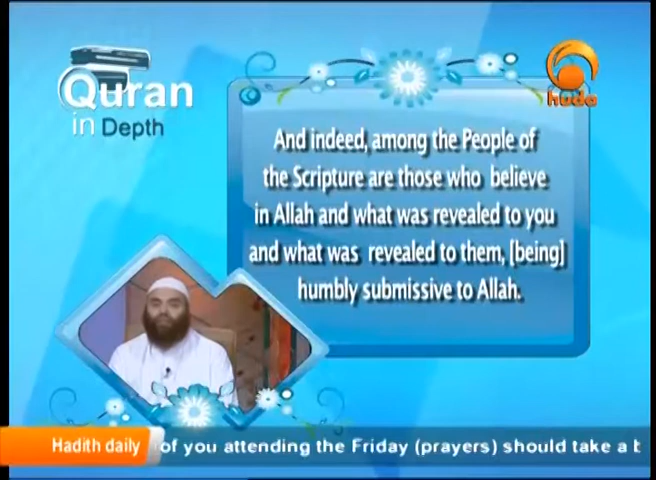 Quran
in Depth
huda
And indeed, among the People of
the Scripture are those who believe
in Allah and what was revealed to you
and what was revealed to them, [being]
humbly submissive to Allah.
Hadith daily
of you attending the Friday (prayers) should take a b